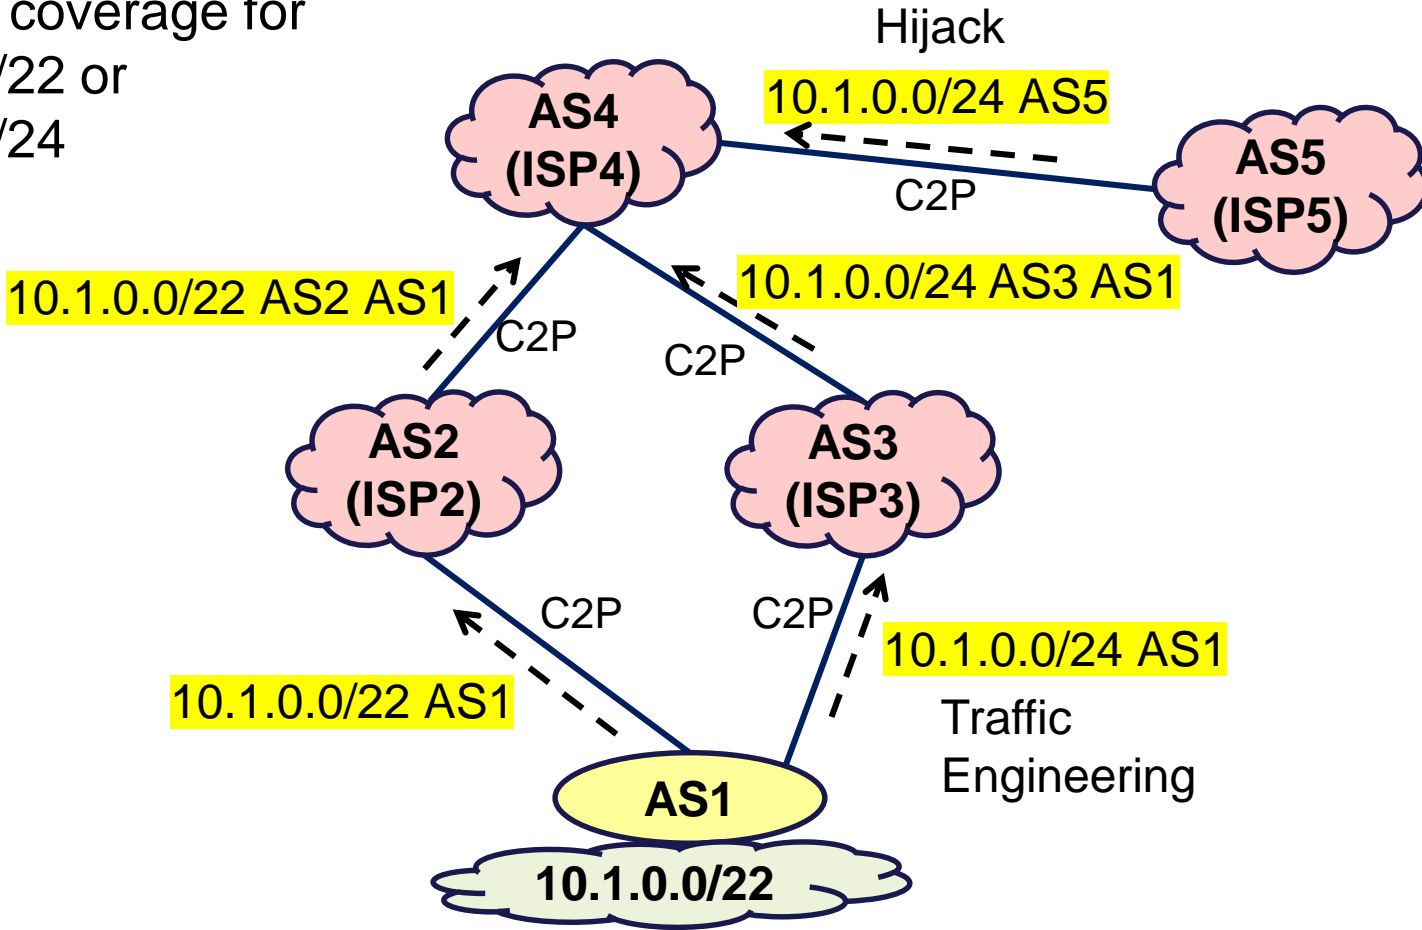 coverage for
/22 or
/24
Hijack
10.1.0.0/24 AS5
AS4
(ISP4)
AS5
(ISP5)
C2P
10.1.0.0/22 AS2 AS1
10.1.0.0/24 AS3 AS1
C2P
C2P
AS2
(ISP2)
AS3
(ISP3)
C2P
C2P
10.1.0.0/24 AS1
10.1.0.0/22 AS1
Traffic
Engineering
AS1
10.1.0.0/22